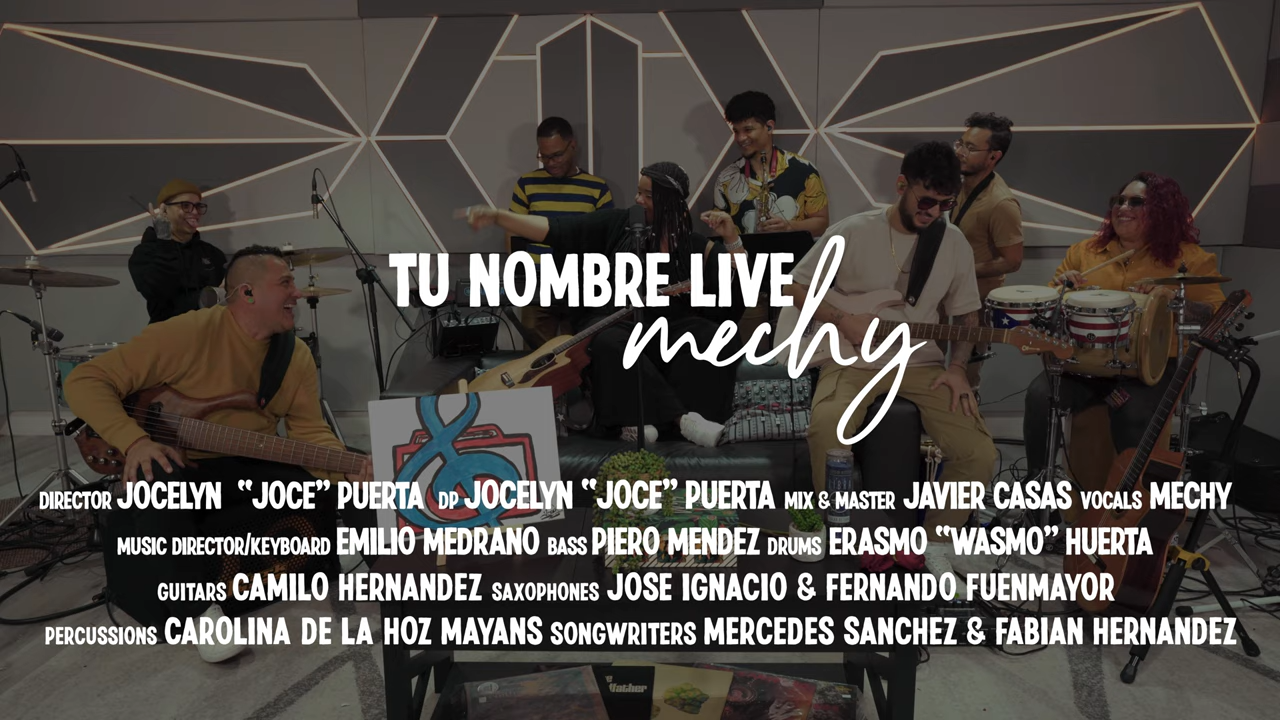 TU NOMBRE LIVE
mechy
DIRECTOR JOCELYN “JOCE” PUERTA DP JOCELYN “JOCE” PUERTA MIX & MASTER JAVIER CASAS VOCALS MECHY
MUSIC DIRECTOR/KEYBOARD EMILIO MEDRANO BASS PIERO MENDEZ DRUMS ERASMO “WASMO” HUERTA
GUITARS CAMILO HERNANDEZ SAXOPHONES JOSE IGNACIO & FERNANDO FUENMAYOR
PERCUSSIONS CAROLINA DE LA HOZ MAYANS SONGWRITERS MERCEDES SANCHEZ & FABIAN HERNANDEZ